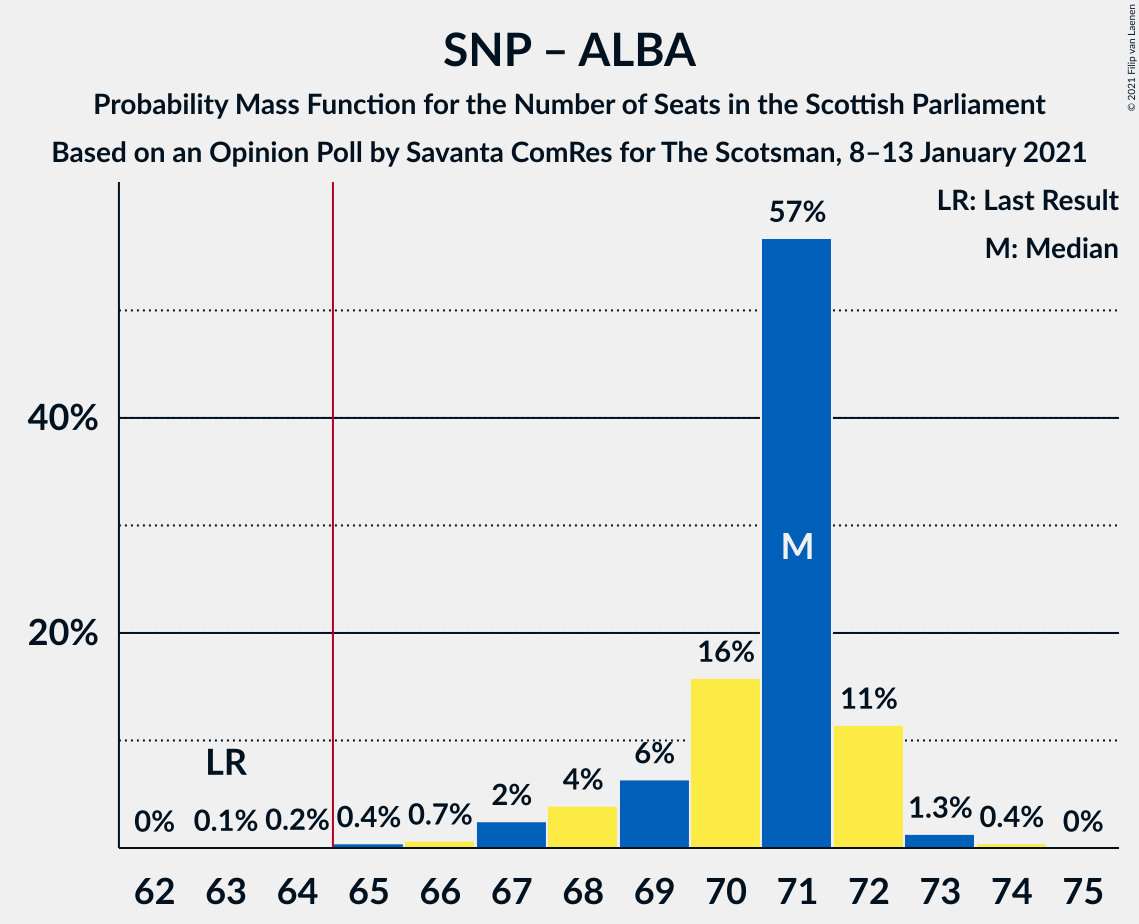 SNP – ALBA
Probability Mass Function for the Number of Seats in the Scottish Parliament
Based on an Opinion Poll by Savanta ComRes for The Scotsman, 8–13 January 2021
© 2021 Filip van Laenen
LR: Last Result
M: Median
57%
40%
M
20%
16%
11%
6%
LR
4%
2%
0% 0.1% 0.2% 0.4% 0.7% 1.3% 0.4% 0%
62 63 64 65 66 67 68 69 70 71 72 73 74 75